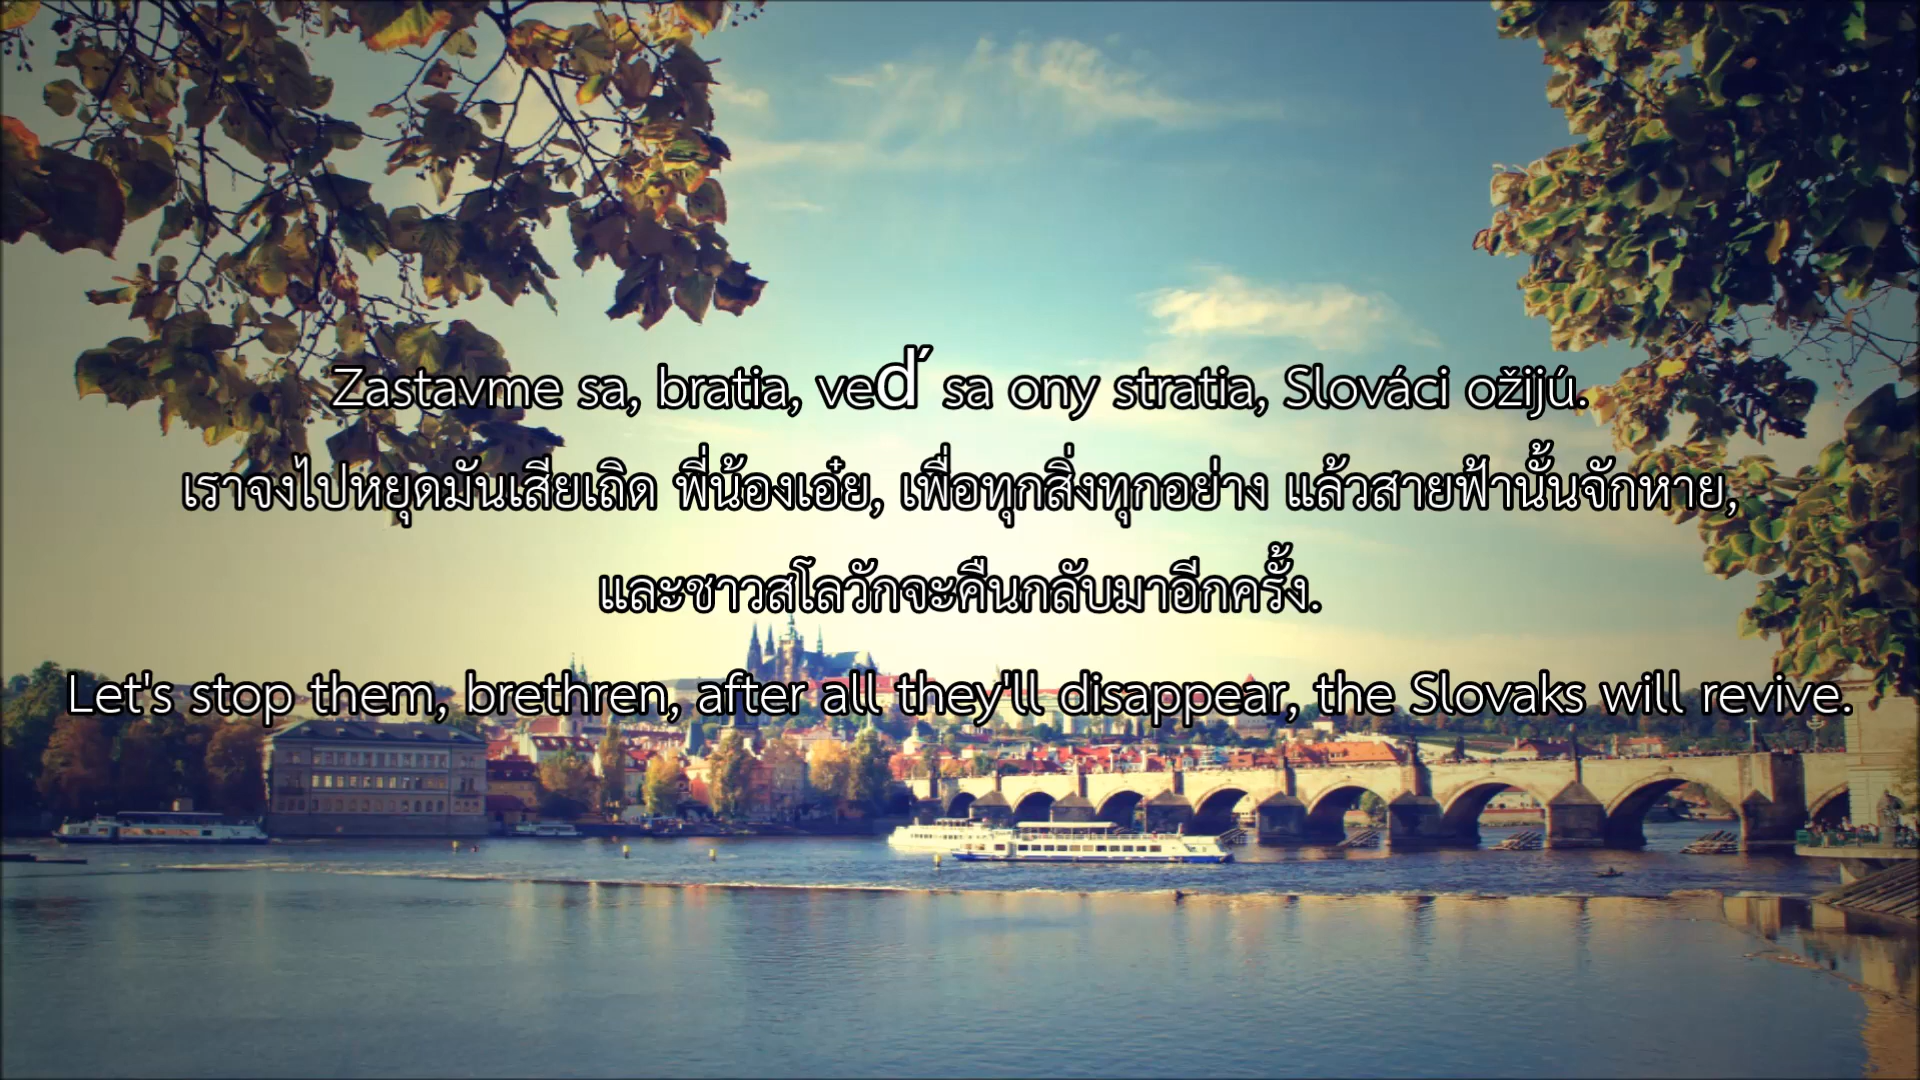 Zastavme sa, bratia, veď sa ony stratia, Slováci ožijú.
เราจงไปหยุดมันเสียเถิด พี่น้องเอ๋ย, เพื่อทุกสิ่งทุกอย่าง แล้วสายฟ้านั้นจักหาย,
และชาวสโลวักจะคืนกลับมาอีกครั้ง.
Let's stop them, brethren, after all they'll disappear, the Slovaks will revive.